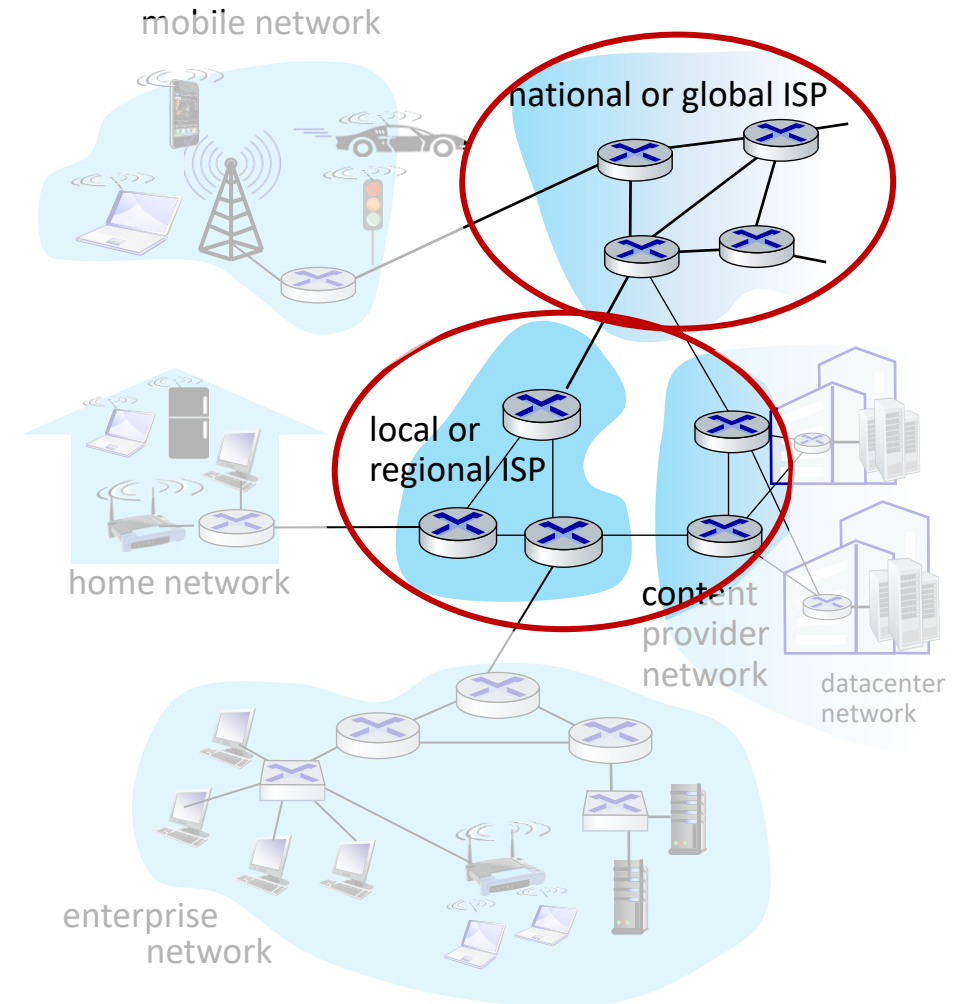 mobile network
national or global ISP
local or
regional ISP
home network
content
provider
network
datacenter
network
enterprise
network